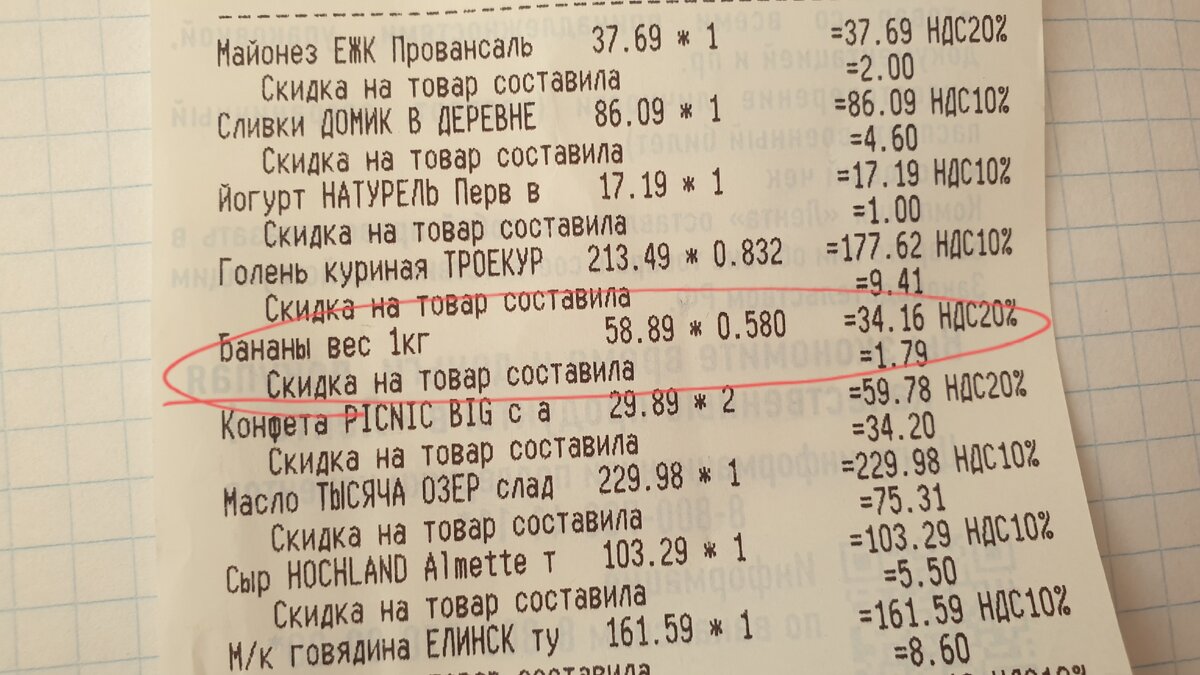 Майонез ЕЖК Провансаль 37.69 * 1 =37.69 НДС20%
Скидка на товар составила =2.00
Сливки ДОМИК В ДЕРЕВНЕ 86.09 * 1 =86.09 НДС10%
Скидка на товар составила =4.60
Йогурт НАТУРЕЛЬ Перв в 17.19 * 1 =17.19 НДС10%
Скидка на товар составила =1.00
Голень куриная ТРОЕКУР 213.49 * 0.832 =177.62 НДС10%
Скидка на товар составила =9.41
Бананы вес 1кг 58.89 * 0.580 =34.16 НДС20%
Скидка на товар составила =1.79
Конфета PICNIC BIG с а 29.89 * 2 =59.78 НДС20%
Скидка на товар составила =34.20
Масло ТЫСЯЧА ОЗЕР слад 229.98 * 1 =229.98 НДС10%
Скидка на товар составила =75.31
Сыр HOCHLAND Almette т 103.29 * 1 =103.29 НДС10%
Скидка на товар составила =5.50
М/к говядина ЕЛИНСК ту 161.59 * 1 =161.59 НДС10%
Скидка на товар составила =8.60